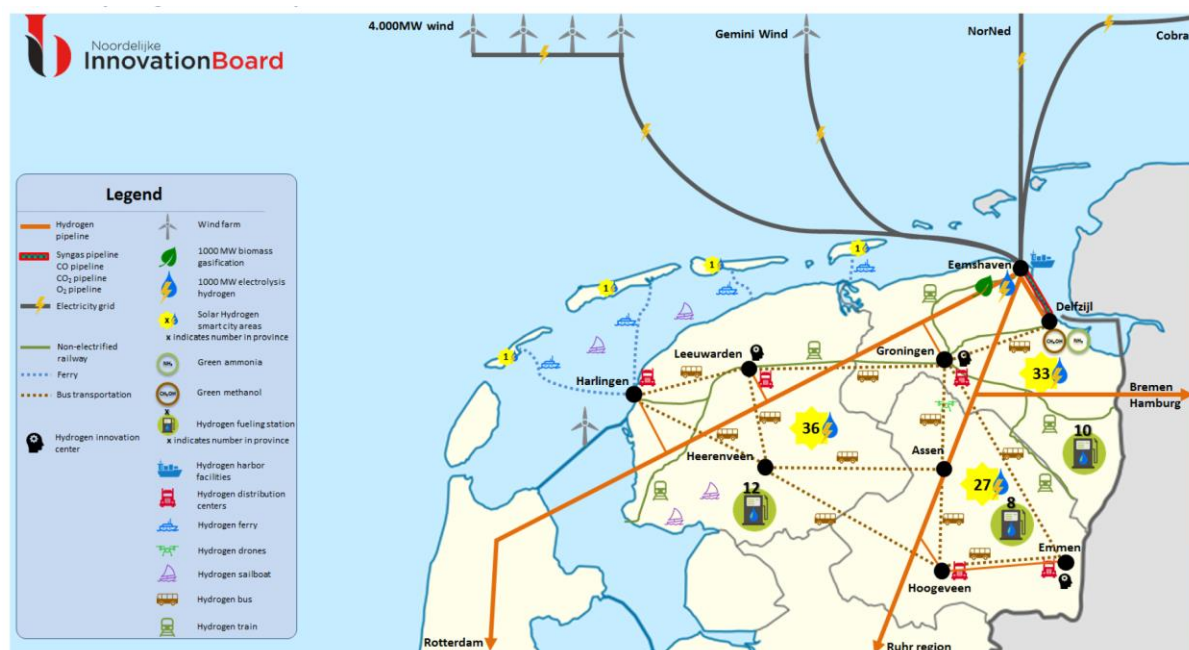 Noordelijke
InnovationBoard
4.000MW wind
Gemini Wind
NorNed
Cobra
Legend
Hydrogen
pipeline
Syngas pipeline
CO pipeline
CO₂ pipeline
O₂ pipeline
Electricity grid
Non-electrified
railway
Ferry
Bus transportation
Hydrogen innovation
center
Wind farm
1000 MW biomass
gasification
1000 MW electrolysis
hydrogen
x
Solar Hydrogen
smart city areas
x indicates number in province
NH₃
Green ammonia
CH₃OH
Green methanol
x
Hydrogen fueling station
x indicates number in province
Hydrogen harbor
facilities
Hydrogen distribution
centers
Hydrogen ferry
Hydrogen drones
Hydrogen sailboat
Hydrogen bus
Hydrogen train
1
1
1
1
Eemshaven
Delfzijl
CH₃OH
NH₃
Leeuwarden
Groningen
33
Harlingen
Bremen
Hamburg
36
10
Heerenveen
Assen
27
12
8
Emmen
Hoogeveen
Rotterdam
Ruhr region